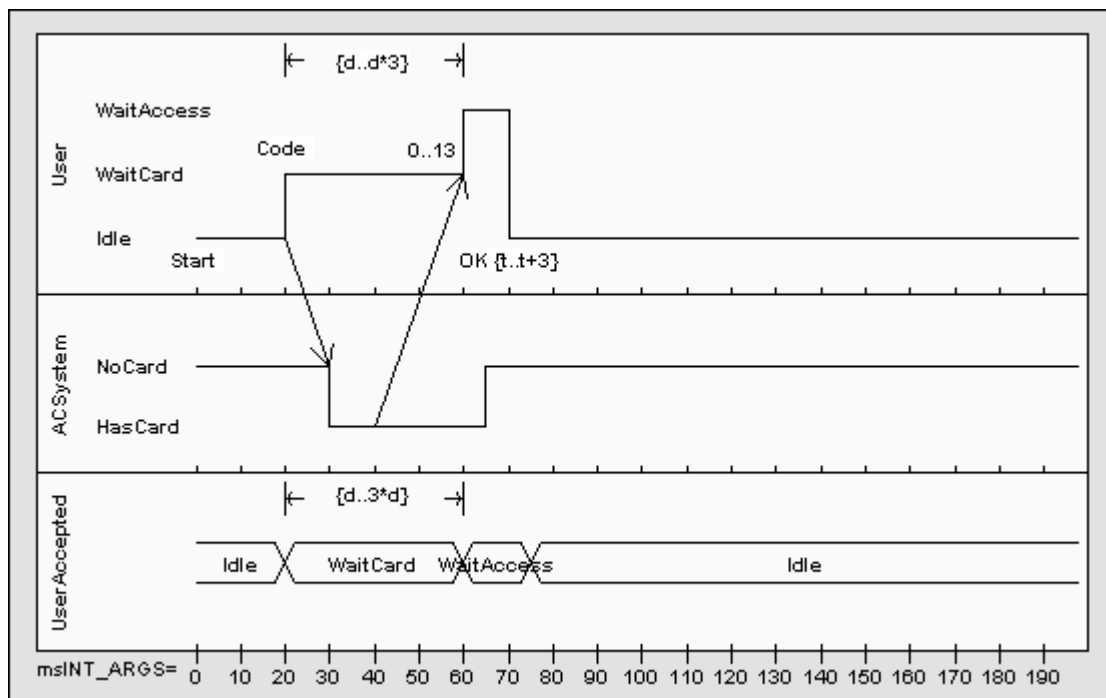 {d..d*3}
WaitAccess
Code
0..13
User
WaitCard
Idle
Start
OK {t..t+3}
ACSystem
NoCard
HasCard
UserAccepted
{d..3*d}
Idle
WaitCard
WaitAccess
Idle
msINT_ARGS= 0 10 20 30 40 50 60 70 80 90 100 110 120 130 140 150 160 170 180 190